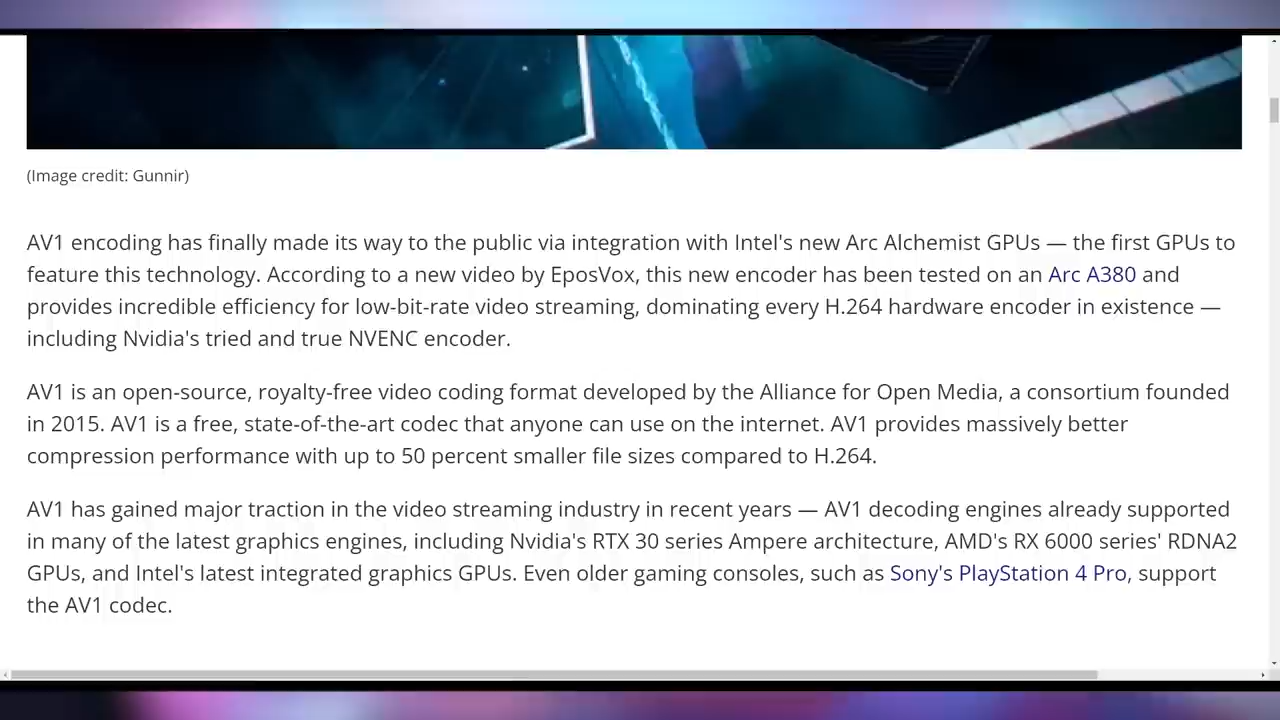 (Image credit: Gunnir)
AV1 encoding has finally made its way to the public via integration with Intel's new Arc Alchemist GPUs — the first GPUs to
feature this technology. According to a new video by EposVox, this new encoder has been tested on an Arc A380 and
provides incredible efficiency for low-bit-rate video streaming, dominating every H.264 hardware encoder in existence —
including Nvidia's tried and true NVENC encoder.
AV1 is an open-source, royalty-free video coding format developed by the Alliance for Open Media, a consortium founded
in 2015. AV1 is a free, state-of-the-art codec that anyone can use on the internet. AV1 provides massively better
compression performance with up to 50 percent smaller file sizes compared to H.264.
AV1 has gained major traction in the video streaming industry in recent years — AV1 decoding engines already supported
in many of the latest graphics engines, including Nvidia's RTX 30 series Ampere architecture, AMD's RX 6000 series' RDNA2
GPUs, and Intel's latest integrated graphics GPUs. Even older gaming consoles, such as Sony's PlayStation 4 Pro, support
the AV1 codec.